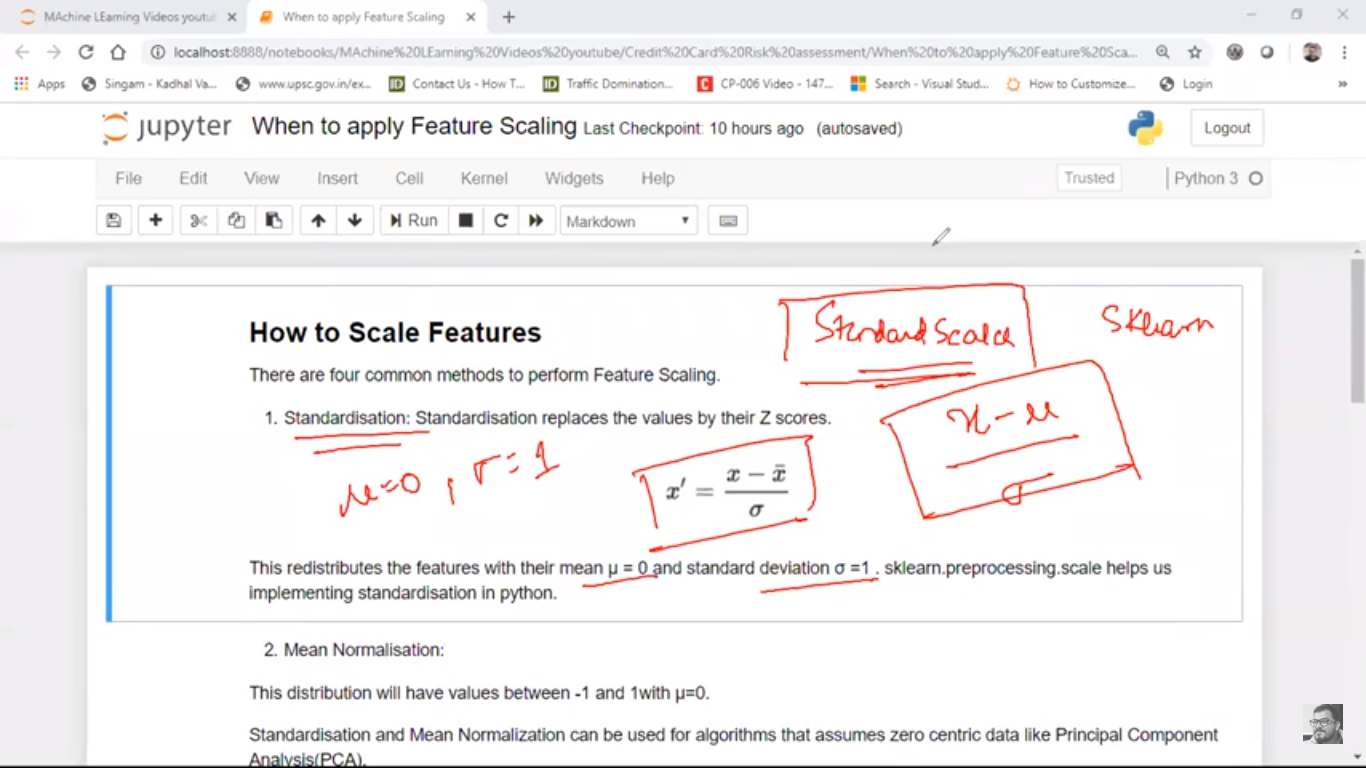 MAchine LEarning Videos youtu
When to apply Feature Scaling
localhost:8888/notebooks/MAchine%20LEarning%20Videos%20youtube/Credit%20Card%20Risk%20assessment/When%20to%20apply%20Feature%20Sca...
Apps Singam - Kadhal Va... www.upsc.gov.in/ex... ID Contact Us - How T... ID Traffic Domination... C CP-006 Video - 147... Search - Visual Stud... How to Customize... Login »
jupyter When to apply Feature Scaling Last Checkpoint: 10 hours ago (autosaved) Logout
File Edit View Insert Cell Kernel Widgets Help Trusted Python 3
Run Markdown
StandardScaler sklearn
How to Scale Features
There are four common methods to perform Feature Scaling.
1. Standardisation: Standardisation replaces the values by their Z scores.
μ=0, σ=1
x′ = (x − x̄) / σ
x − μ / σ
This redistributes the features with their mean μ = 0 and standard deviation σ =1 . sklearn.preprocessing.scale helps us
implementing standardisation in python.
2. Mean Normalisation:
This distribution will have values between -1 and 1with μ=0.
Standardisation and Mean Normalization can be used for algorithms that assumes zero centric data like Principal Component
Analysis(PCA).